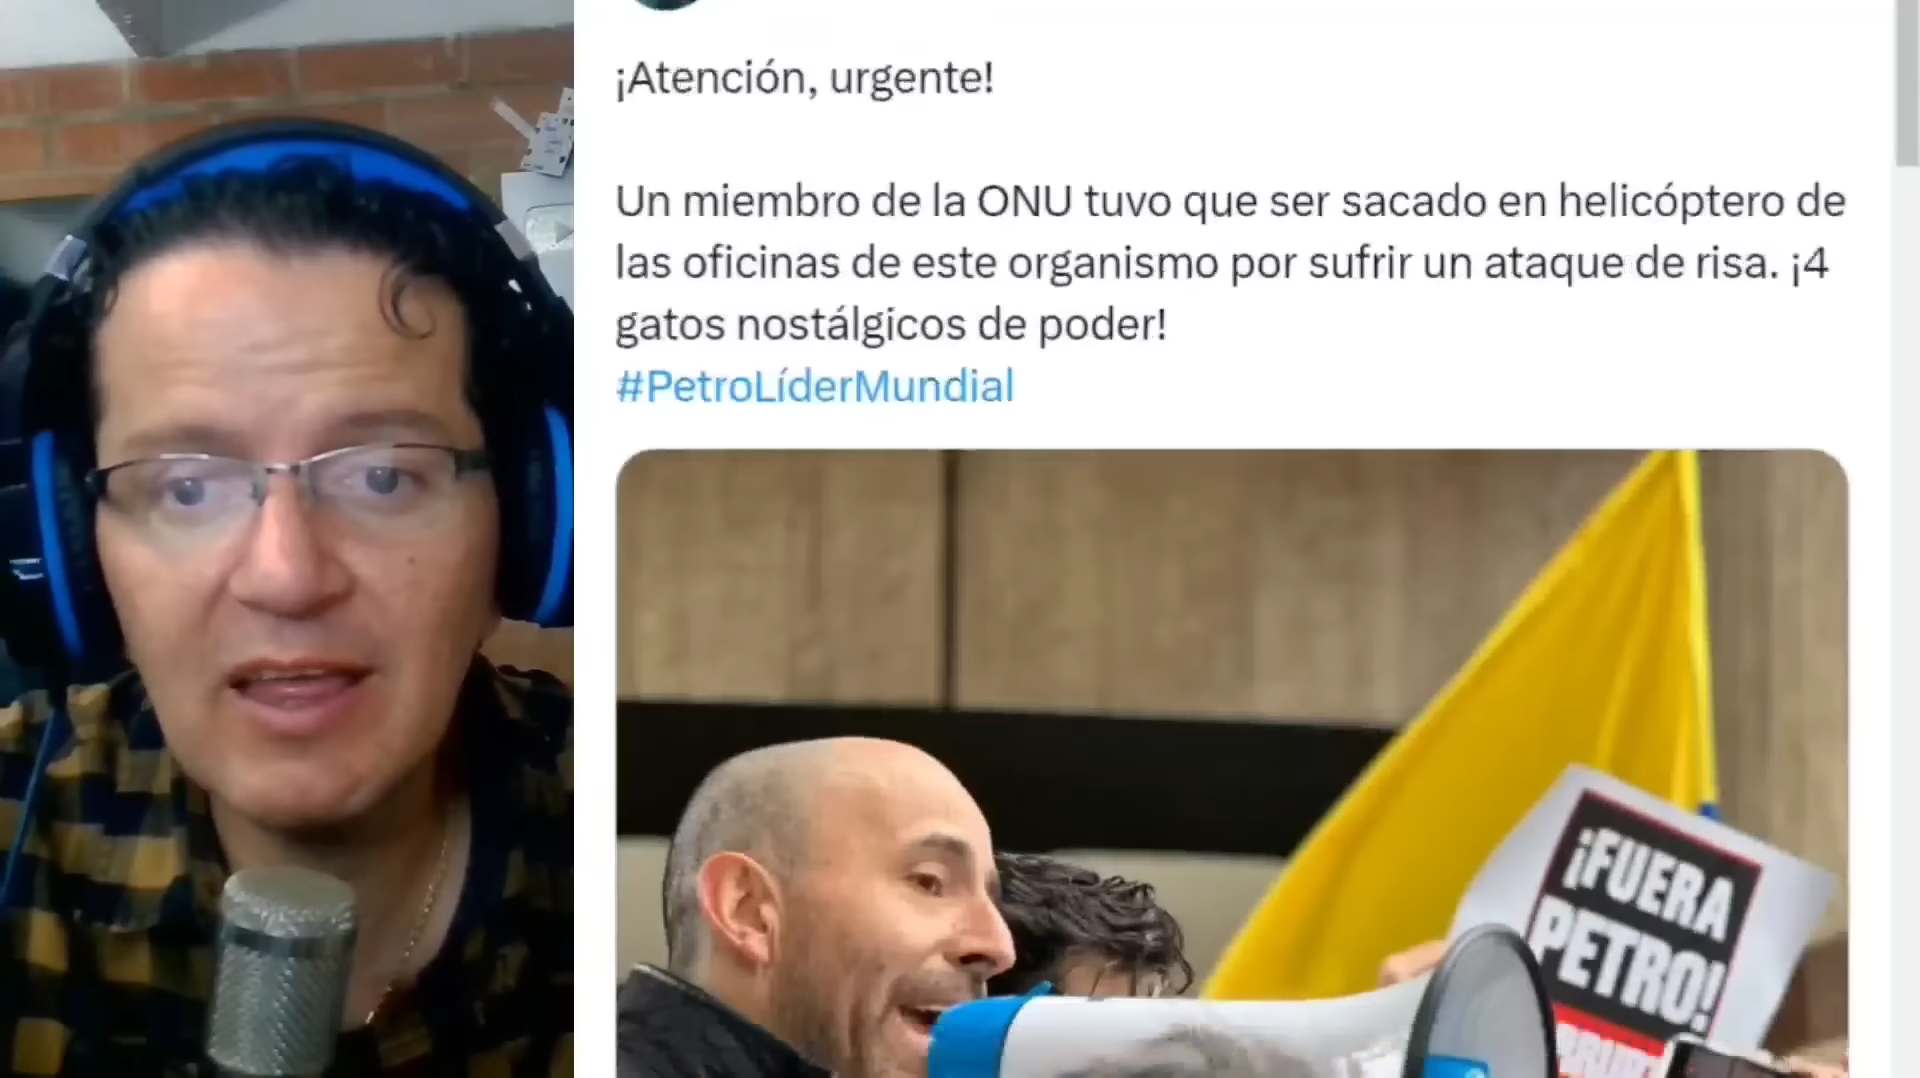 ¡Atención, urgente!
Un miembro de la ONU tuvo que ser sacado en helicóptero de
las oficinas de este organismo por sufrir un ataque de risa. ¡4
gatos nostálgicos de poder!
#PetroLíderMundial
¡FUERA
PETRO!